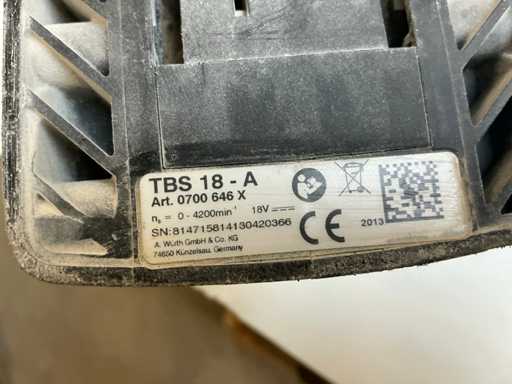 TBS 18 - A
Art. 0700 646 X
n₀ = 0 - 4200min⁻¹ 18V
SN:814715814130420366
A. Würth GmbH & Co. KG
74650 Künzelsau, Germany
CE
2013